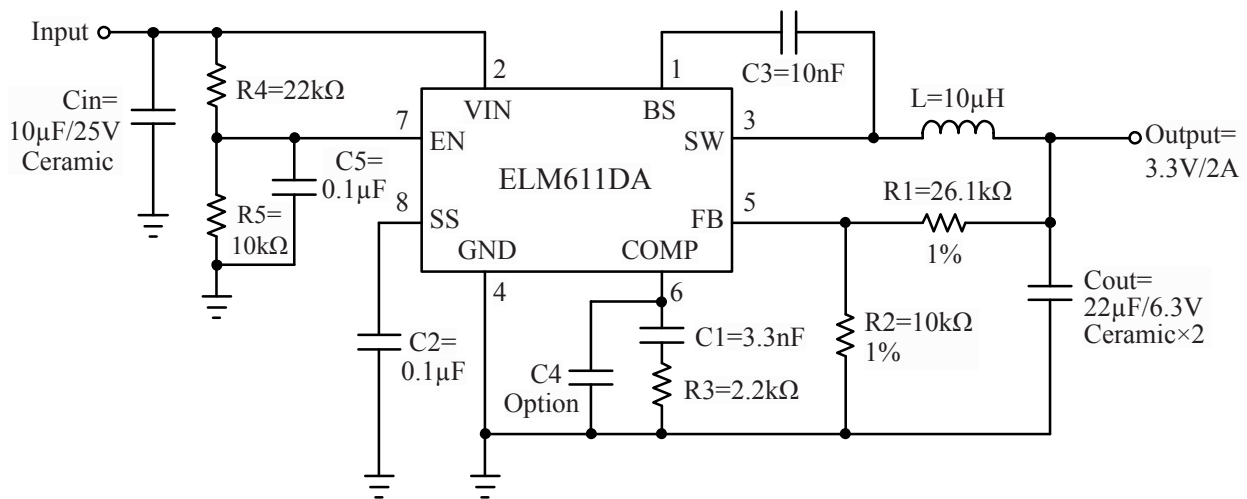 Input
Cin=
10µF/25V
Ceramic
R4=22kΩ
R5=
10kΩ
C5=
0.1µF
C2=
0.1µF
2
VIN
1
BS
7
EN
3
SW
ELM611DA
8
SS
5
FB
GND
COMP
4
6
C3=10nF
L=10µH
Output=
3.3V/2A
R1=26.1kΩ
1%
Cout=
22µF/6.3V
Ceramic×2
R2=10kΩ
1%
C1=3.3nF
R3=2.2kΩ
C4
Option